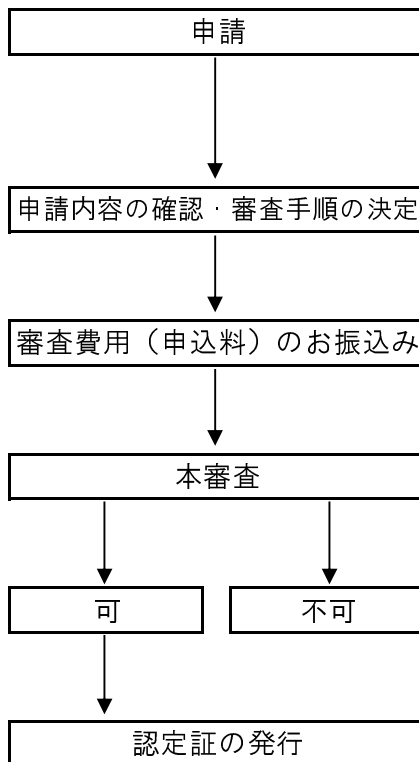 申請
申請内容の確認・審査手順の決定
審査費用（申込料）のお振込み
本審査
可
不可
認定証の発行